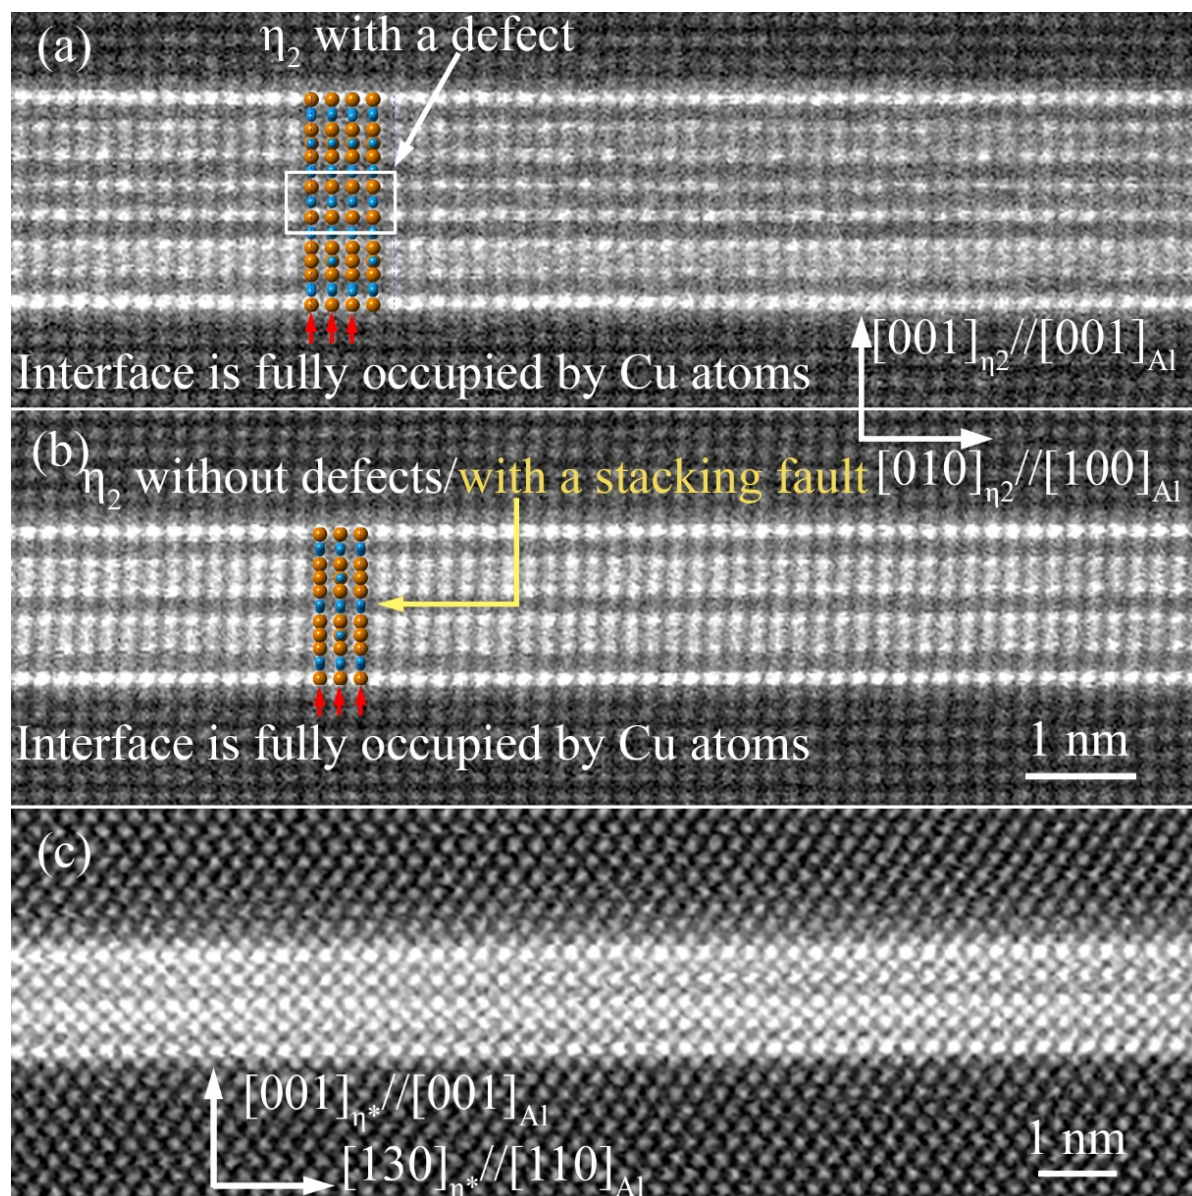 (a)
η₂ with a defect
Interface is fully occupied by Cu atoms
[001]η2//[001]Al
[010]η2//[100]Al
(b)
η₂ without defects/with a stacking fault
Interface is fully occupied by Cu atoms
1 nm
(c)
[001]η*//[001]Al
[130]η*//[110]Al
1 nm